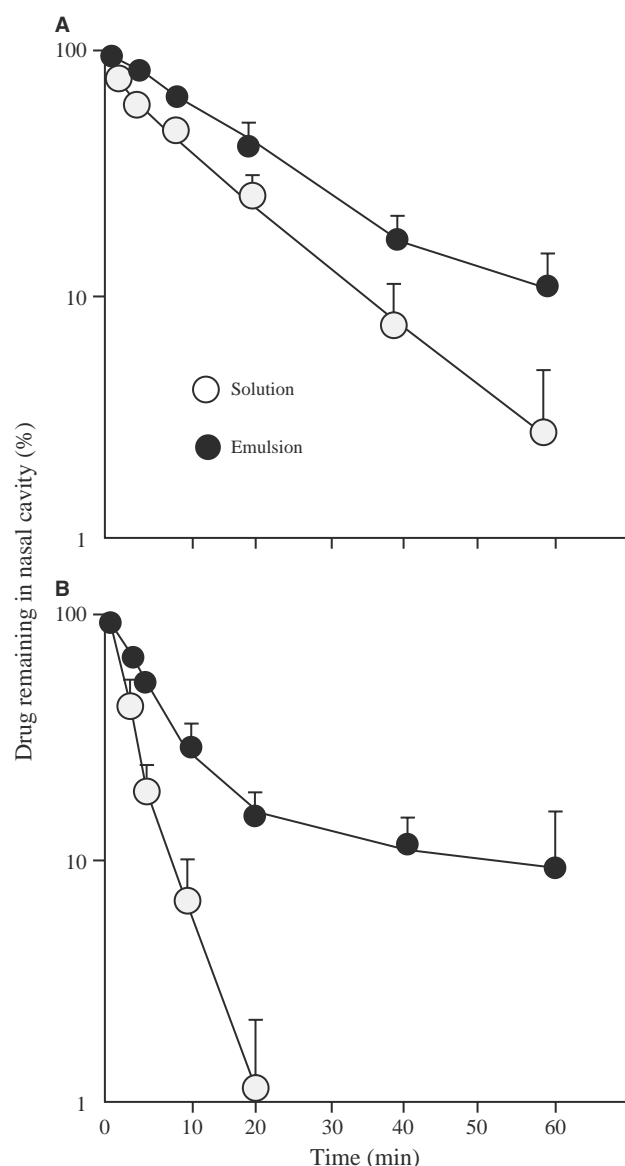 A
100
10
Solution
Emulsion
1
B
Drug remaining in nasal cavity (%)
100
10
1
0 10 20 30 40 50 60
Time (min)